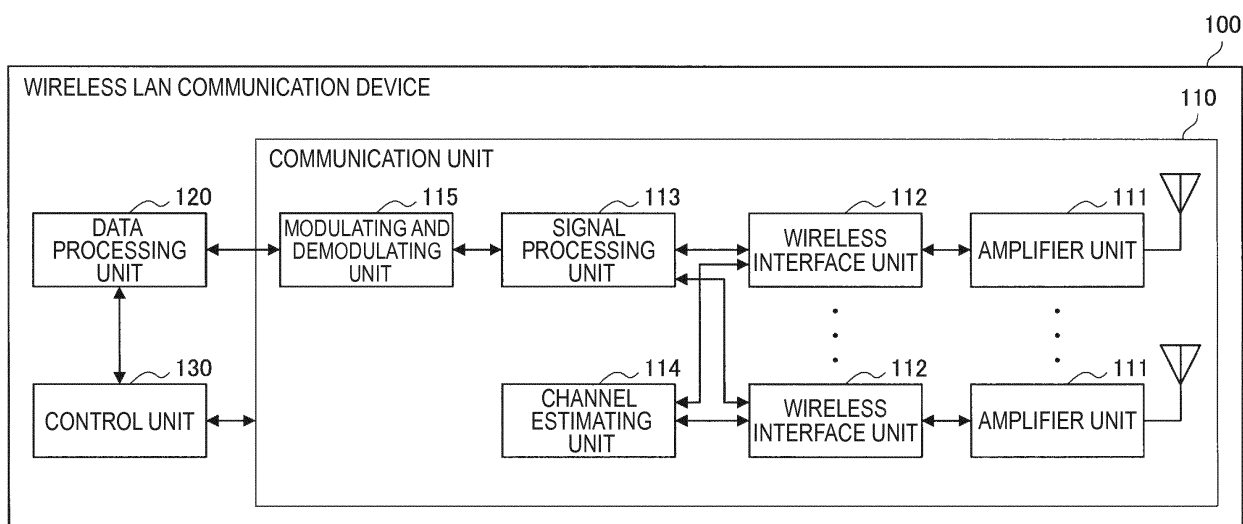 100
WIRELESS LAN COMMUNICATION DEVICE
110
COMMUNICATION UNIT
120
DATA
PROCESSING
UNIT
115
MODULATING AND
DEMODULATING
UNIT
113
SIGNAL
PROCESSING
UNIT
112
WIRELESS
INTERFACE UNIT
111
AMPLIFIER UNIT
130
CONTROL UNIT
114
CHANNEL
ESTIMATING
UNIT
112
WIRELESS
INTERFACE UNIT
111
AMPLIFIER UNIT